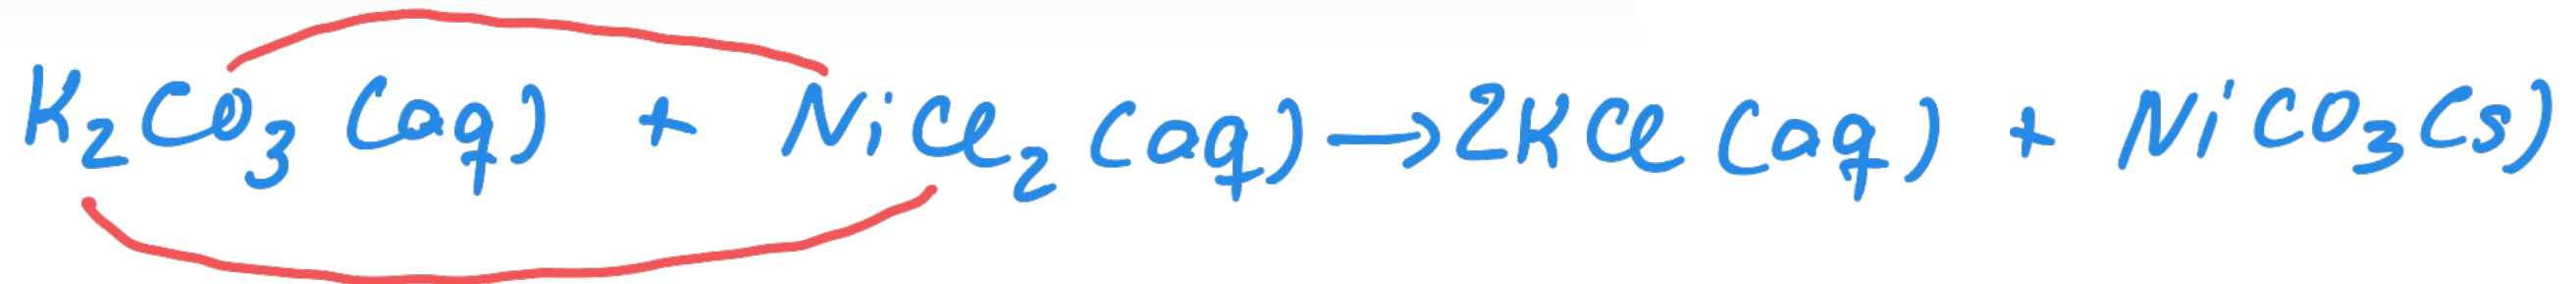 K₂CO₃ (aq) + NiCl₂ (aq) → 2KCl (aq) + NiCO₃ (s)